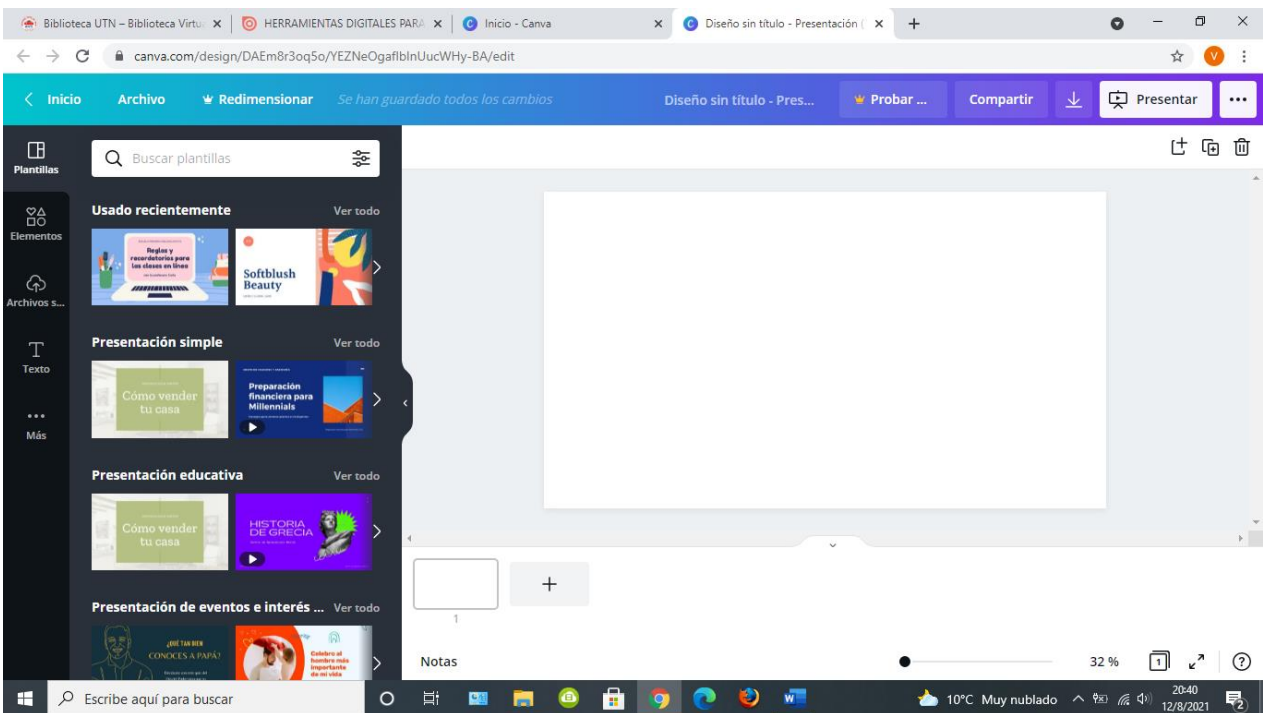 Biblioteca UTN – Biblioteca Virtu
HERRAMIENTAS DIGITALES PARA
Inicio - Canva
Diseño sin título - Presentación (
canva.com/design/DAEm8r3oq5o/YEZNeOgaflbInUucWHy-BA/edit
V
Inicio
Archivo
Redimensionar
Se han guardado todos los cambios
Diseño sin título - Pres...
Probar ...
Compartir
Presentar
Plantillas
Elementos
Archivos s...
Texto
Más
Buscar plantillas
Usado recientemente
Ver todo
Reglas y
recordatorios para
las clases en línea
Softblush
Beauty
Presentación simple
Ver todo
Cómo vender
tu casa
Preparación
financiera para
Millennials
Presentación educativa
Ver todo
Cómo vender
tu casa
HISTORIA
DE GRECIA
Presentación de eventos e interés ...
Ver todo
¿QUÉ TAN BIEN
CONOCES A PAPÁ?
Celebra al
hombre más
importante
de mi vida
1
Notas
32 %
1
Escribe aquí para buscar
10°C Muy nublado
20:40
12/8/2021
2